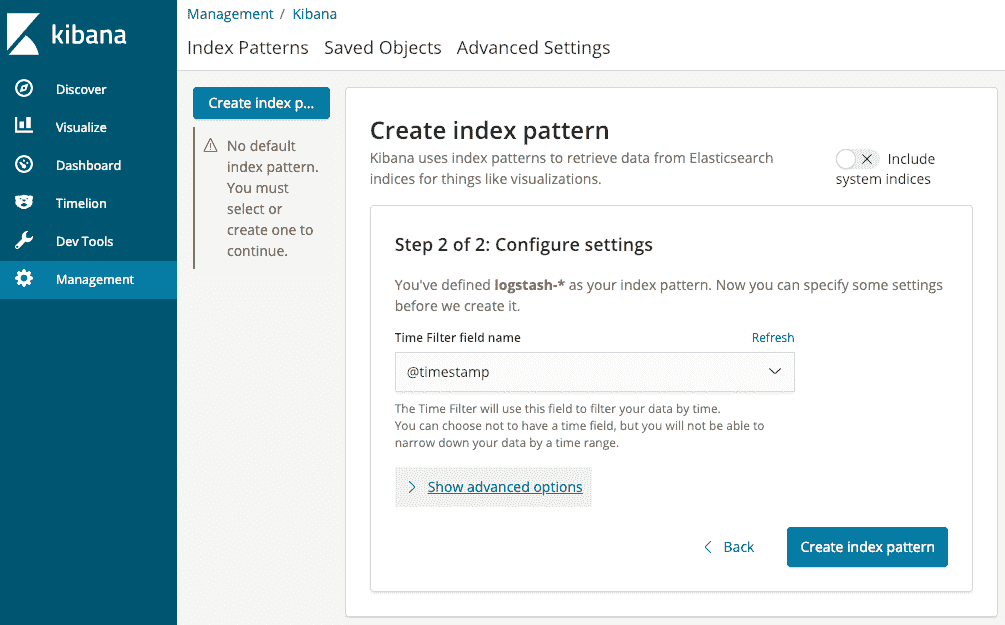 kibana
Discover
Visualize
Dashboard
Timelion
Dev Tools
Management
Management / Kibana
Index Patterns Saved Objects Advanced Settings
Create index p...
No default
index pattern.
You must
select or
create one to
continue.
Create index pattern
Kibana uses index patterns to retrieve data from Elasticsearch
indices for things like visualizations.
Include
system indices
Step 2 of 2: Configure settings
You've defined logstash-* as your index pattern. Now you can specify some settings
before we create it.
Time Filter field name Refresh
@timestamp
The Time Filter will use this field to filter your data by time.
You can choose not to have a time field, but you will not be able to
narrow down your data by a time range.
Show advanced options
Back Create index pattern